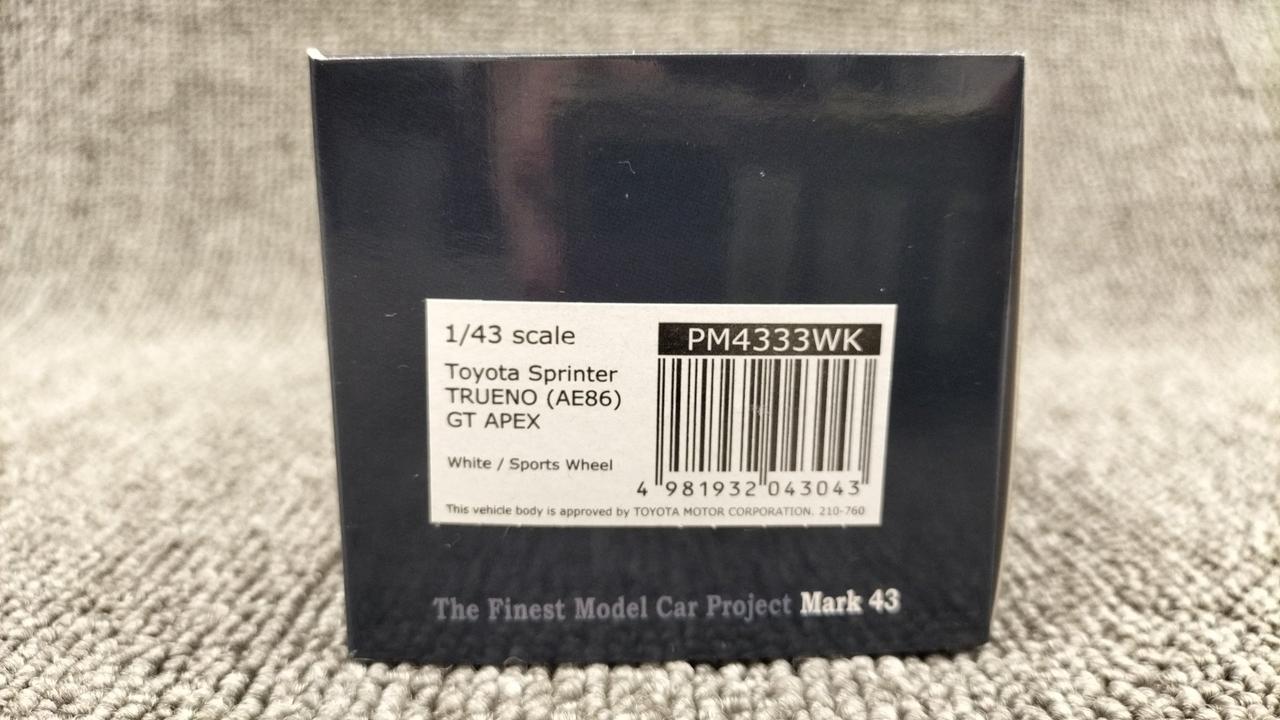 1/43 scale
PM4333WK
Toyota Sprinter
TRUENO (AE86)
GT APEX
White / Sports Wheel
4 981932 043043
This vehicle body is approved by TOYOTA MOTOR CORPORATION. 210-760
The Finest Model Car Project Mark 43